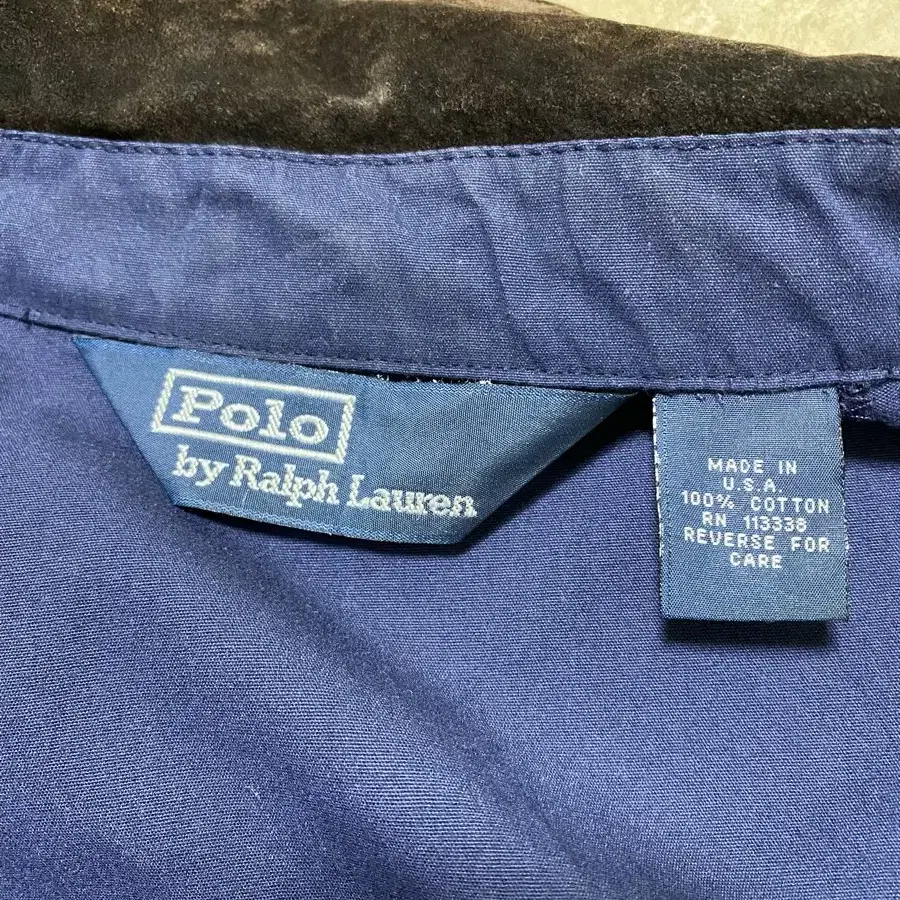 Polo
by Ralph Lauren
MADE IN
U.S.A.
100% COTTON
RN 113338
REVERSE FOR
CARE